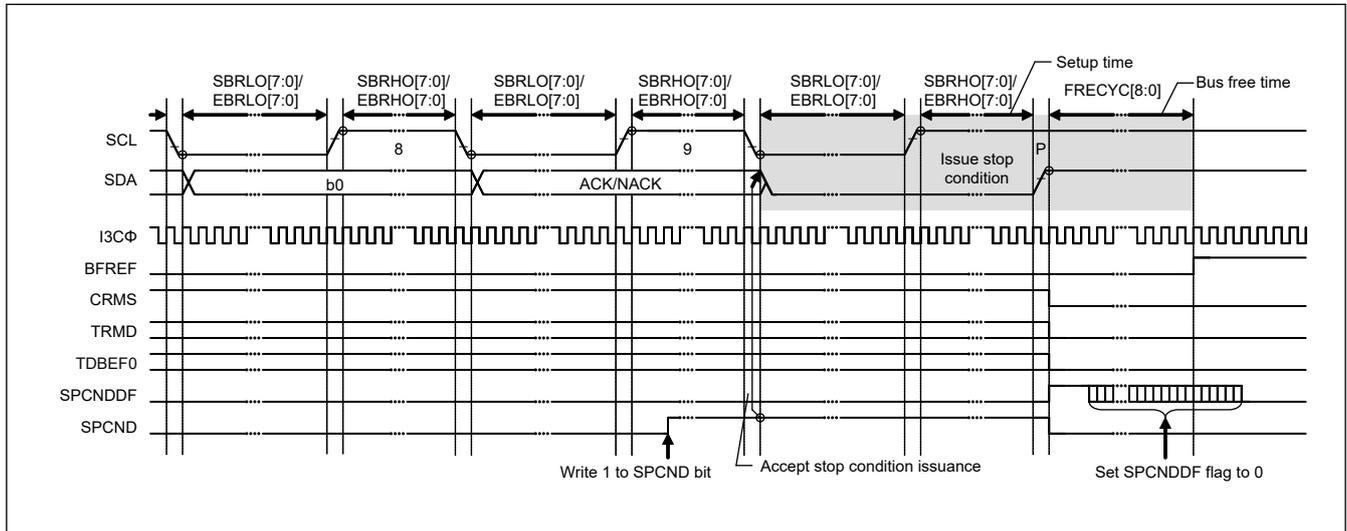 Setup time
SBRLO[7:0]/
EBRLO[7:0]
SBRHO[7:0]/
EBRHO[7:0]
SBRLO[7:0]/
EBRLO[7:0]
SBRHO[7:0]/
EBRHO[7:0]
SBRLO[7:0]/
EBRLO[7:0]
SBRHO[7:0]/
EBRHO[7:0]
FRECYC[8:0]
Bus free time
SCL
8
9
Issue stop
condition
P
SDA
b0
ACK/NACK
I3CΦ
BFREF
CRMS
TRMD
TDBEF0
SPCNDDF
SPCND
Write 1 to SPCND bit
Accept stop condition issuance
Set SPCNDDF flag to 0